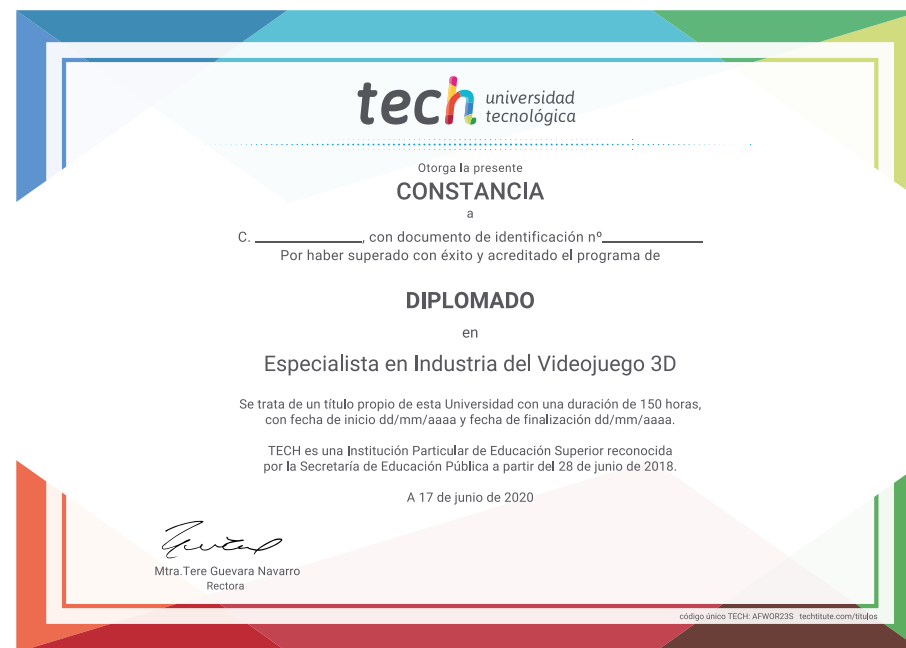 tech universidad
tecnológica
Otorga la presente
CONSTANCIA
a
C. ____________, con documento de identificación nº____________
Por haber superado con éxito y acreditado el programa de
DIPLOMADO
en
Especialista en Industria del Videojuego 3D
Se trata de un título propio de esta Universidad con una duración de 150 horas,
con fecha de inicio dd/mm/aaaa y fecha de finalización dd/mm/aaaa.
TECH es una Institución Particular de Educación Superior reconocida
por la Secretaría de Educación Pública a partir del 28 de junio de 2018.
A 17 de junio de 2020
Mtra.Tere Guevara Navarro
Rectora
código único TECH: AFWOR23S techtitute.com/titulos